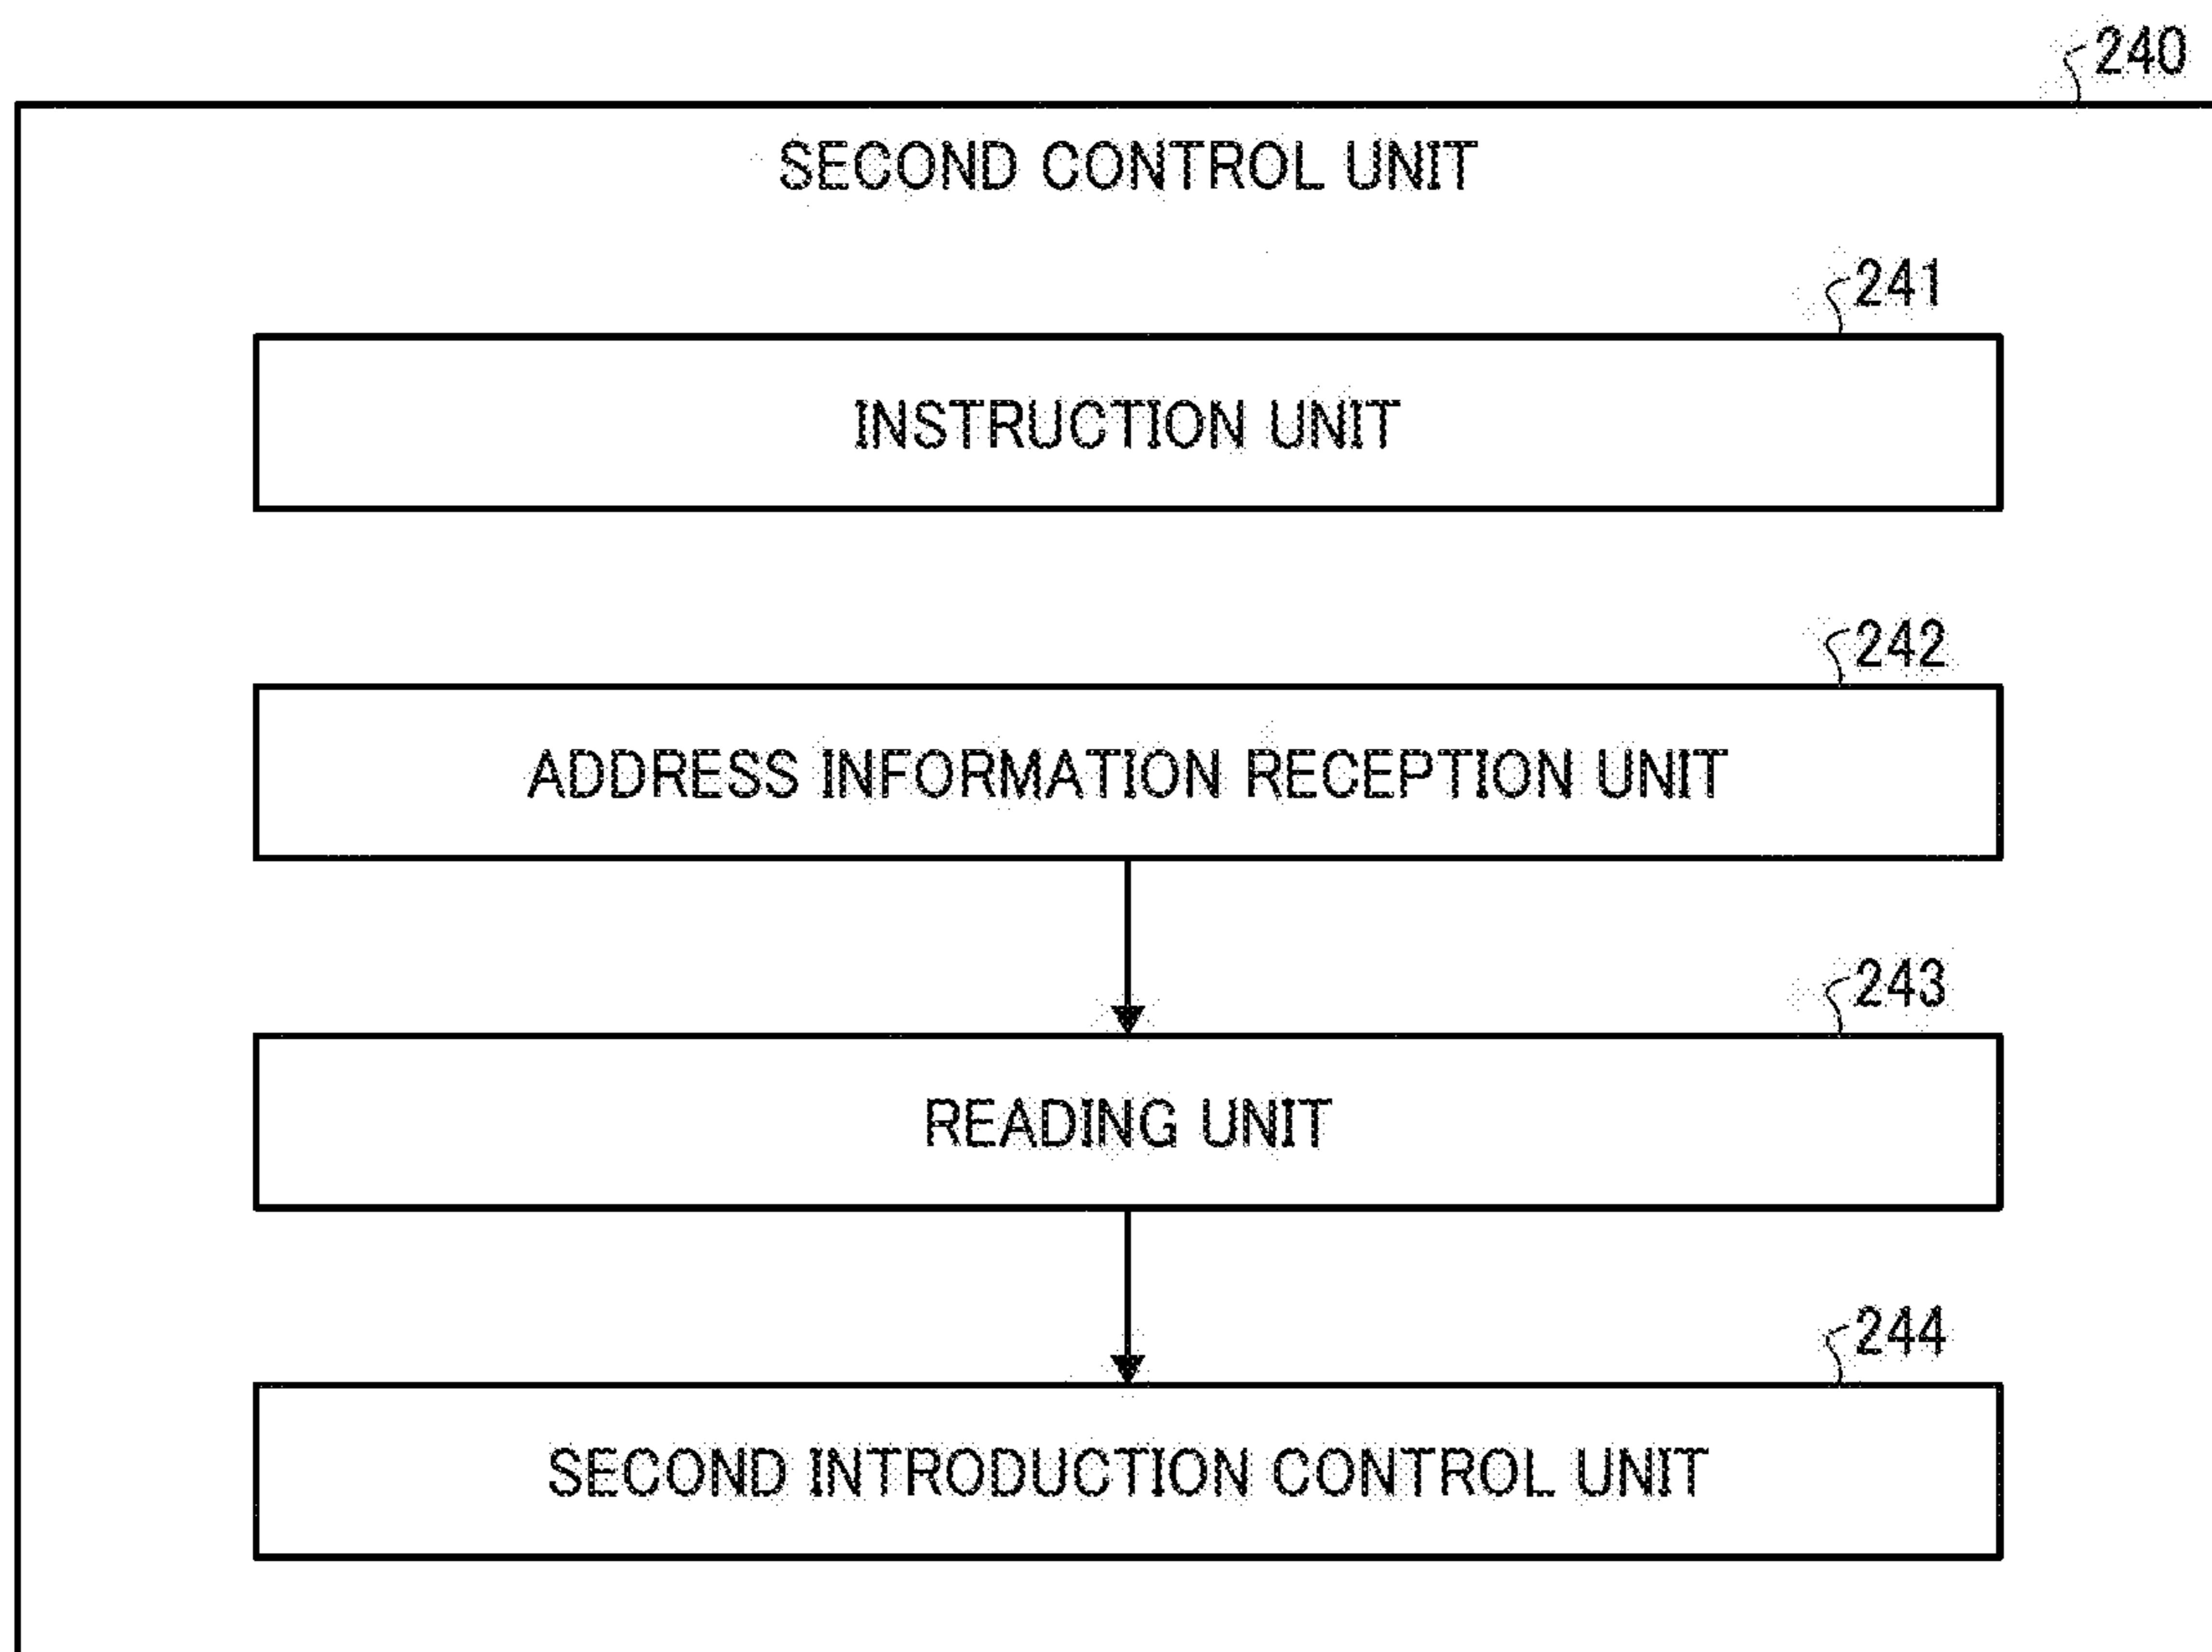 240
SECOND CONTROL UNIT
241
INSTRUCTION UNIT
242
ADDRESS INFORMATION RECEPTION UNIT
243
READING UNIT
244
SECOND INTRODUCTION CONTROL UNIT